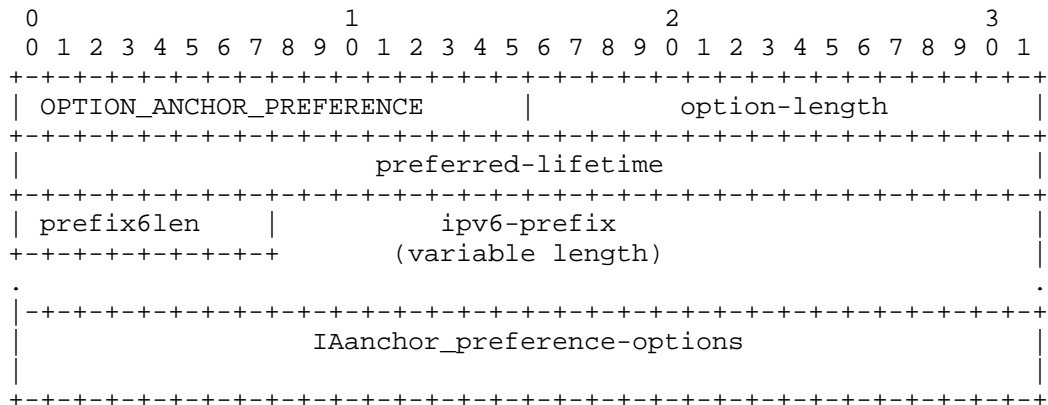 0                   1                   2                   3
0 1 2 3 4 5 6 7 8 9 0 1 2 3 4 5 6 7 8 9 0 1 2 3 4 5 6 7 8 9 0 1
+-+-+-+-+-+-+-+-+-+-+-+-+-+-+-+-+-+-+-+-+-+-+-+-+-+-+-+-+-+-+-+-+
| OPTION_ANCHOR_PREFERENCE      |         option-length         |
+-+-+-+-+-+-+-+-+-+-+-+-+-+-+-+-+-+-+-+-+-+-+-+-+-+-+-+-+-+-+-+-+
|                      preferred-lifetime                       |
+-+-+-+-+-+-+-+-+-+-+-+-+-+-+-+-+-+-+-+-+-+-+-+-+-+-+-+-+-+-+-+-+
| prefix6len    |          ipv6-prefix                          |
+-+-+-+-+-+-+-+-+       (variable length)                       |
.                                                               .
|-+-+-+-+-+-+-+-+-+-+-+-+-+-+-+-+-+-+-+-+-+-+-+-+-+-+-+-+-+-+-+-+
|                  IAanchor_preference-options                  |
|                                                               |
+-+-+-+-+-+-+-+-+-+-+-+-+-+-+-+-+-+-+-+-+-+-+-+-+-+-+-+-+-+-+-+-+